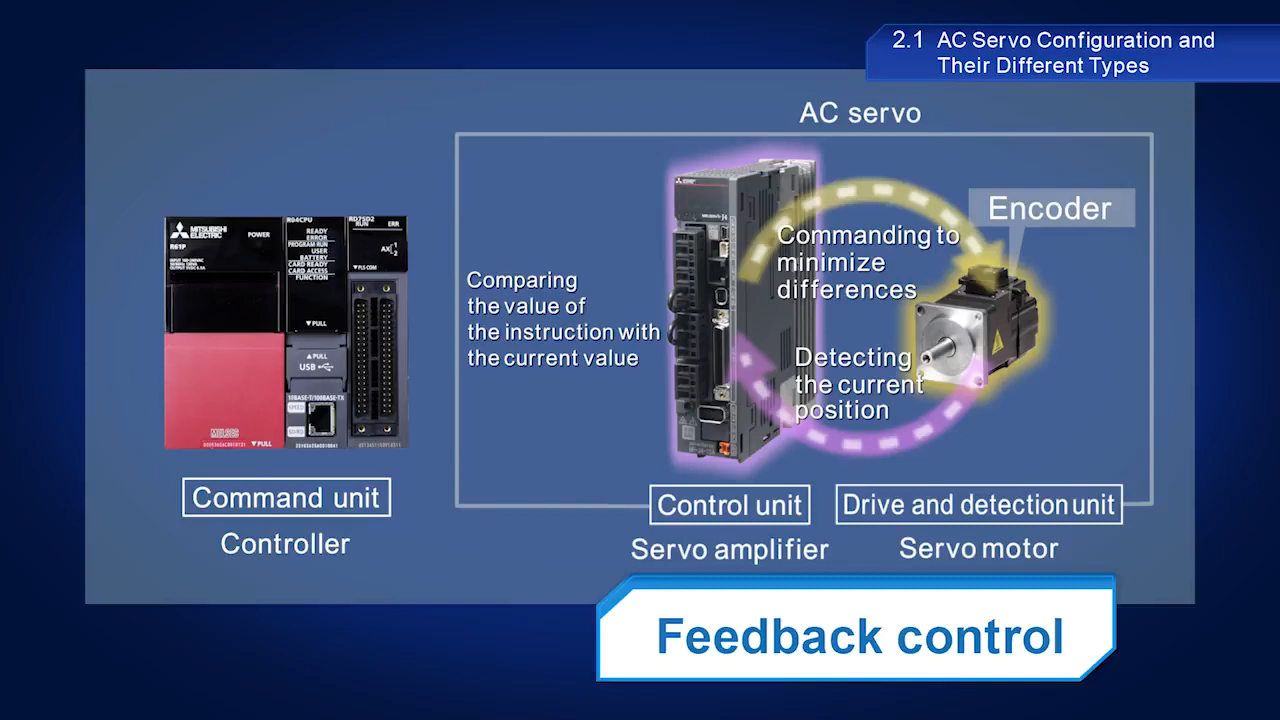 2.1 AC Servo Configuration and
Their Different Types
AC servo
Encoder
Commanding to
minimize
differences
Comparing
the value of
the instruction with
the current value
Detecting
the current
position
MITSUBISHI
ELECTRIC
POWER
R61P
R04CPU
READY
ERROR
PROGRAM RUN
USER
BATTERY
CARD READY
CARD ACCESS
FUNCTION
▼PULL
RD75D2
RUN ERR
AX 1
2
▲PULL
USB
10BASE-T/100BASE-TX
SPEED
▼PULL
Command unit
Controller
Control unit
Servo amplifier
Drive and detection unit
Servo motor
Feedback control